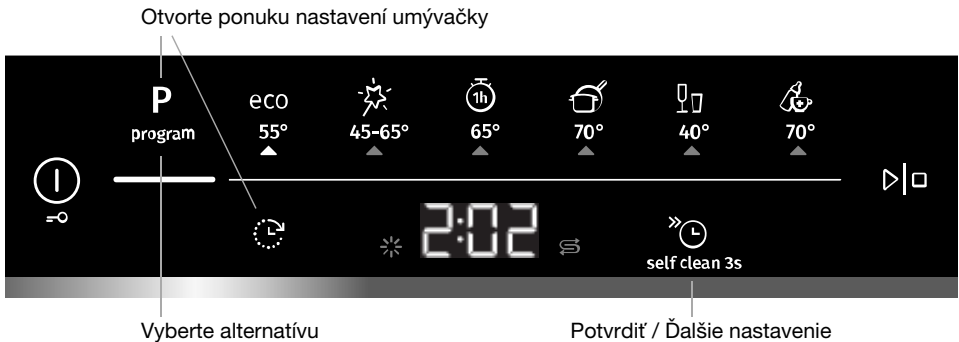 Otvorte ponuku nastavení umývačky
P
program
eco
55°
45-65°
1h
65°
70°
40°
70°
2:02
self clean 3s
Vyberte alternatívu
Potvrdiť / Ďalšie nastavenie